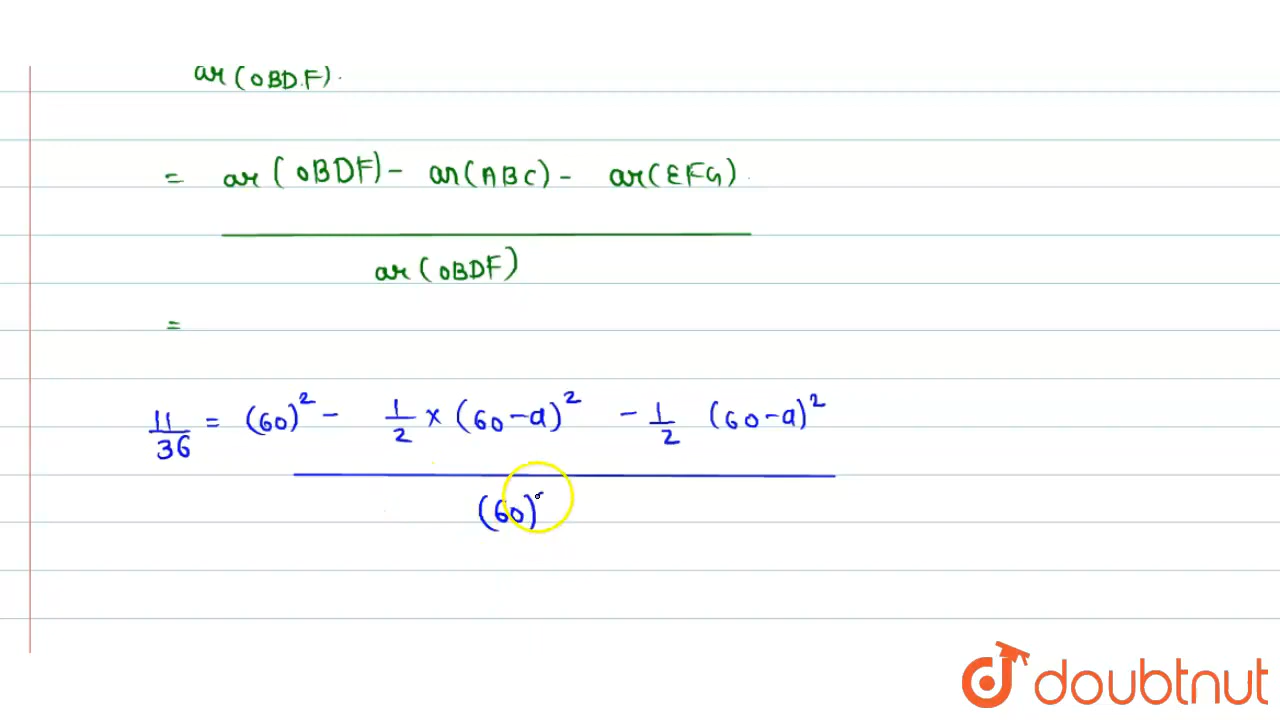 ar (OBDF).
= ar (OBDF) - ar (ABC) - ar (EFG).
ar (OBDF)
=
11/36 = (60)² - 1/2 × (60-a)² - 1/2 (60-a)²
(60)
doubtnut